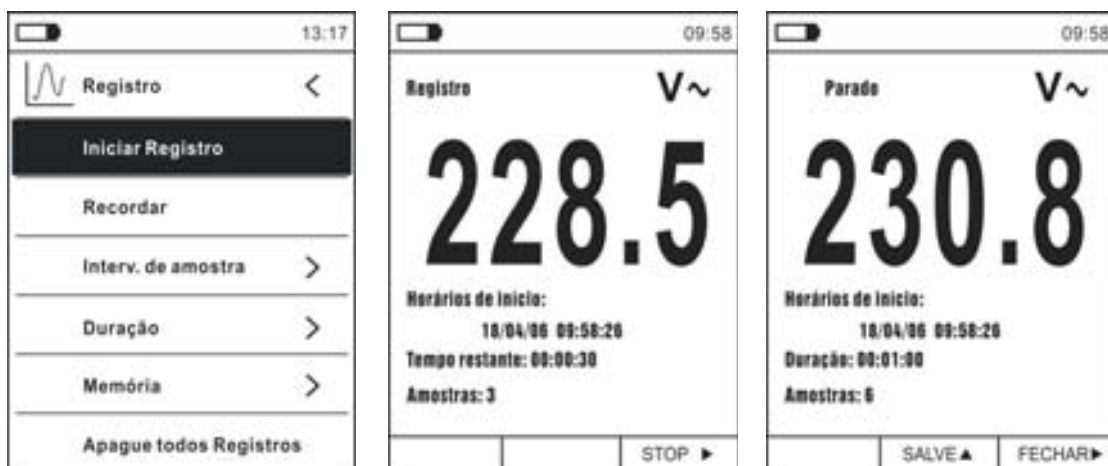 13:17
Registro <
Iniciar Registro
Recordar
Interv. de amostra >
Duração >
Memória >
Apague todos Registros
09:58
Registro V~
228.5
Horários de início:
18/04/06 09:58:26
Tempo restante: 00:00:30
Amostras: 3
STOP ►
09:58
Parado V~
230.8
Horários de início:
18/04/06 09:58:26
Duração: 00:01:00
Amostras: 6
SALVE▲ FECHAR►